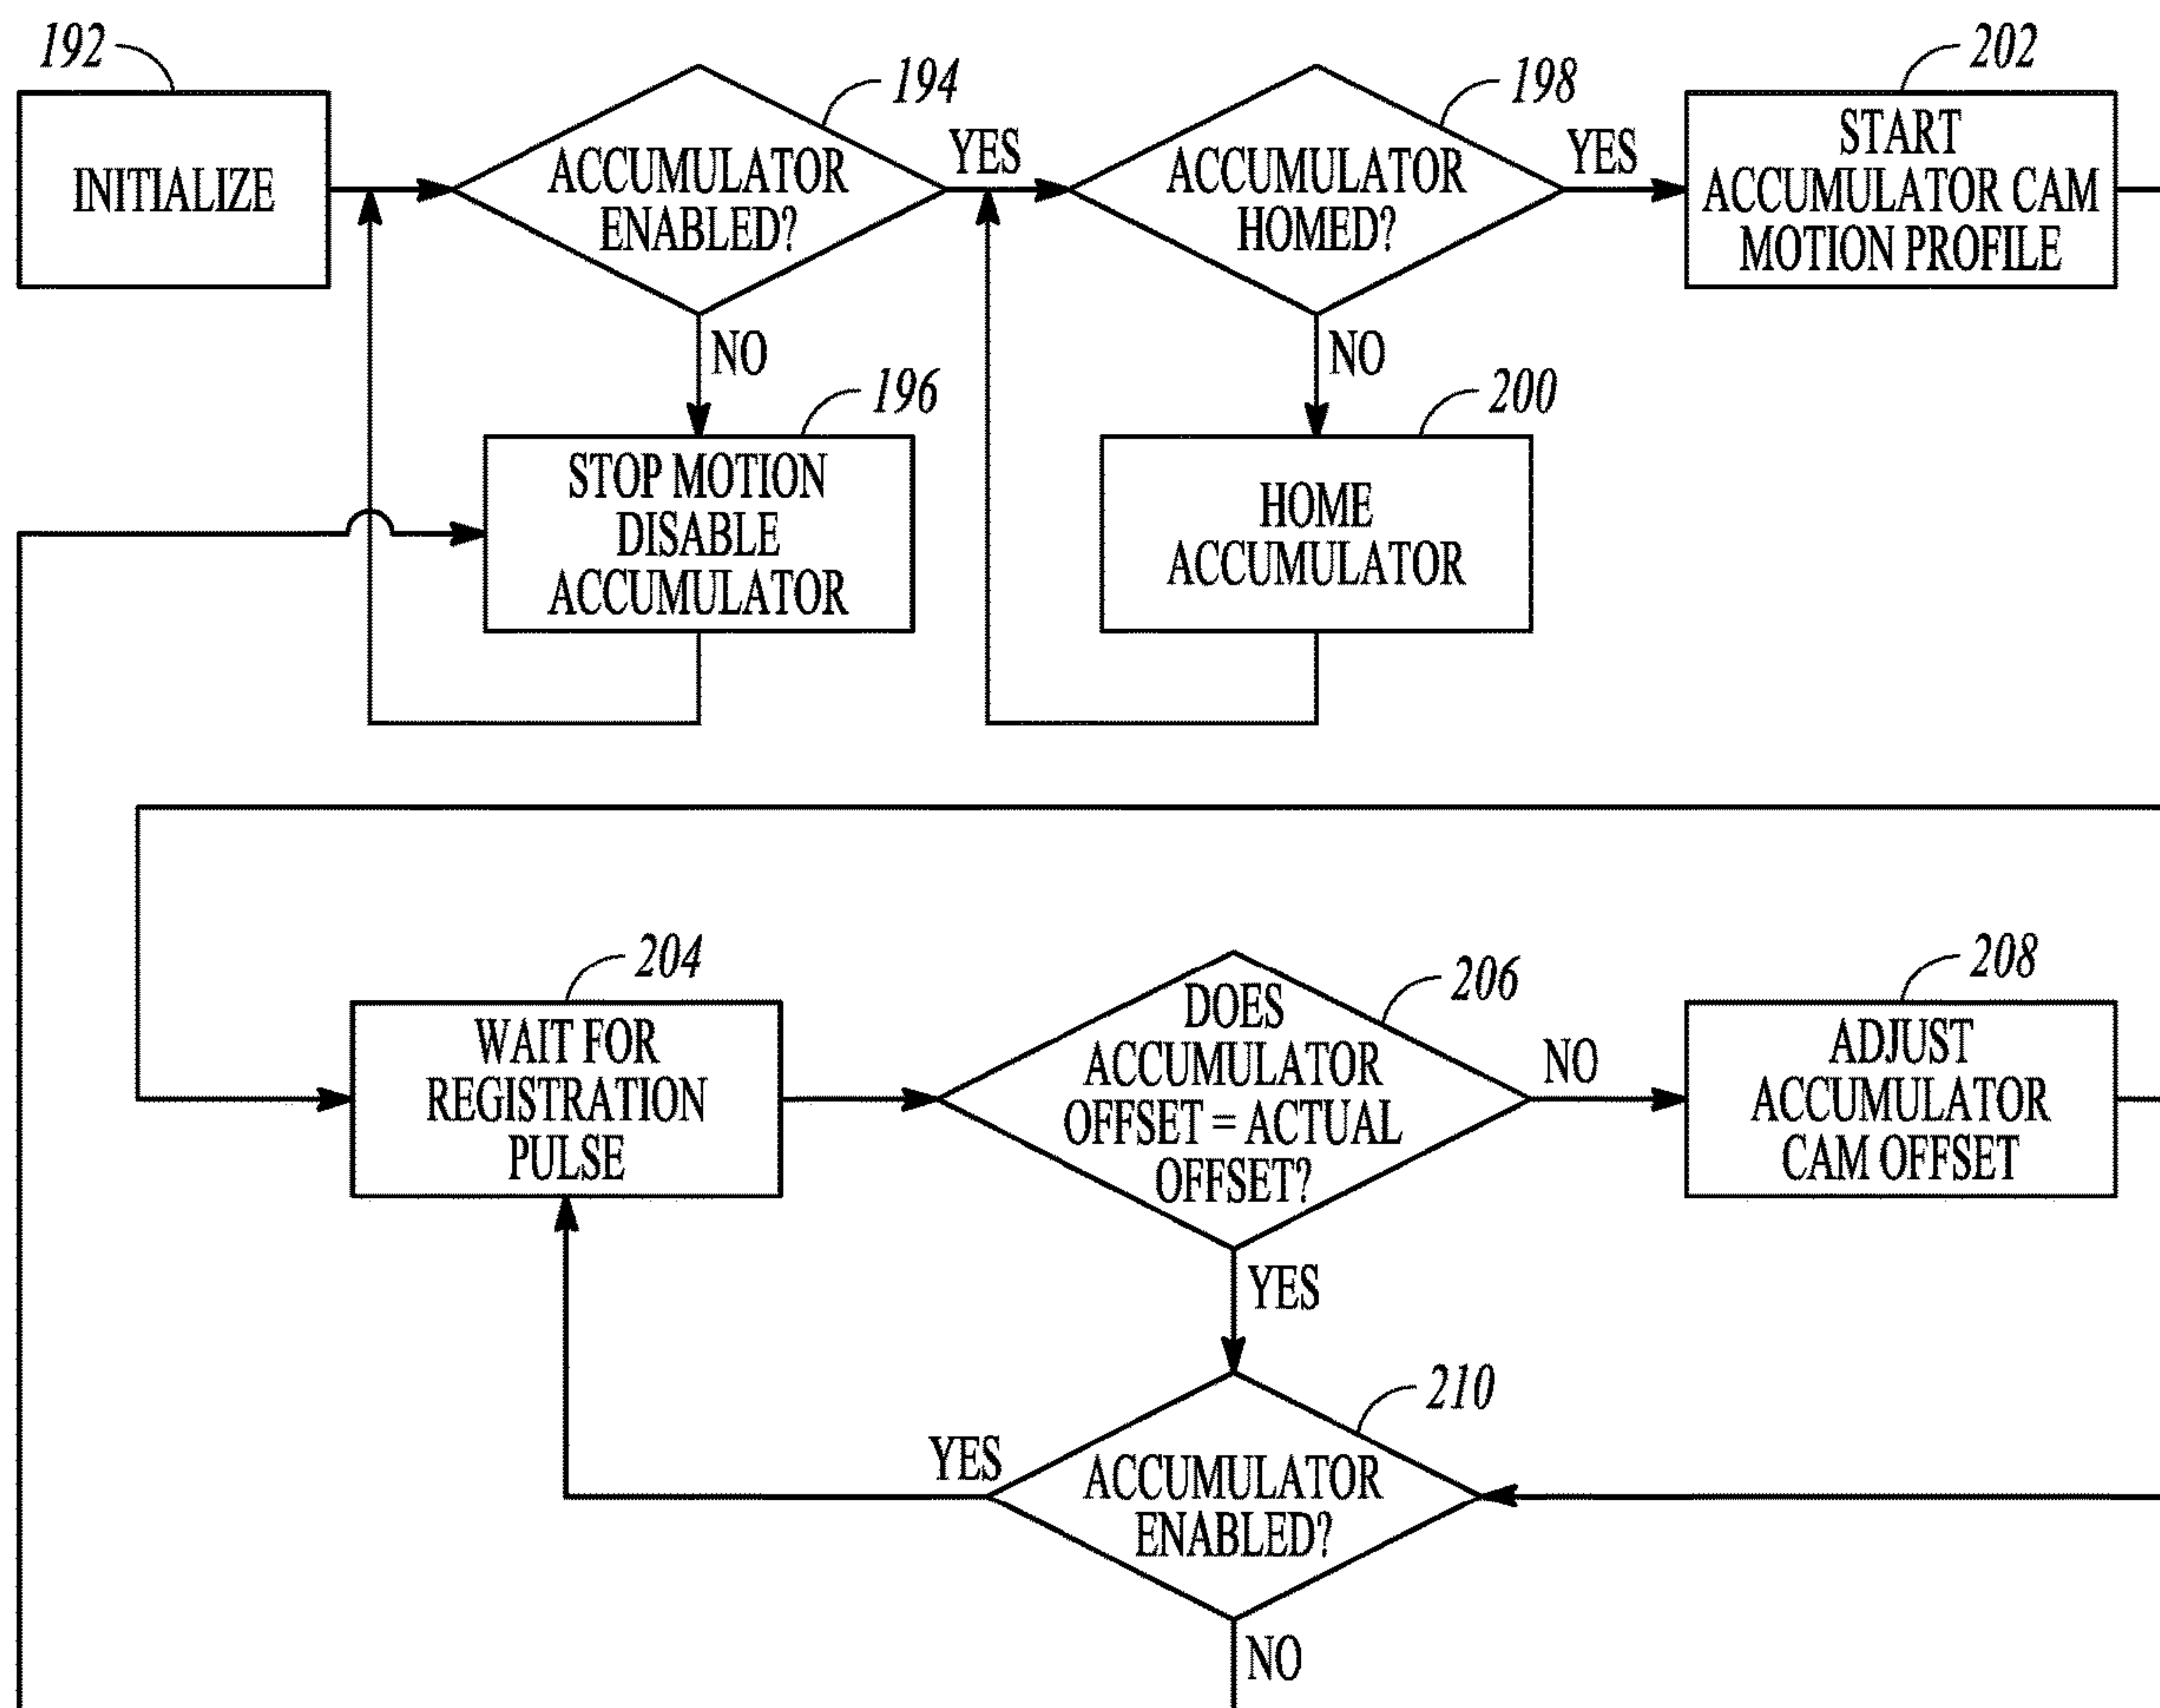 192
INITIALIZE
194
ACCUMULATOR
ENABLED?
YES
NO
196
STOP MOTION
DISABLE
ACCUMULATOR
198
ACCUMULATOR
HOMED?
YES
NO
200
HOME
ACCUMULATOR
202
START
ACCUMULATOR CAM
MOTION PROFILE
204
WAIT FOR
REGISTRATION
PULSE
206
DOES
ACCUMULATOR
OFFSET = ACTUAL
OFFSET?
NO
YES
208
ADJUST
ACCUMULATOR
CAM OFFSET
210
ACCUMULATOR
ENABLED?
YES
NO